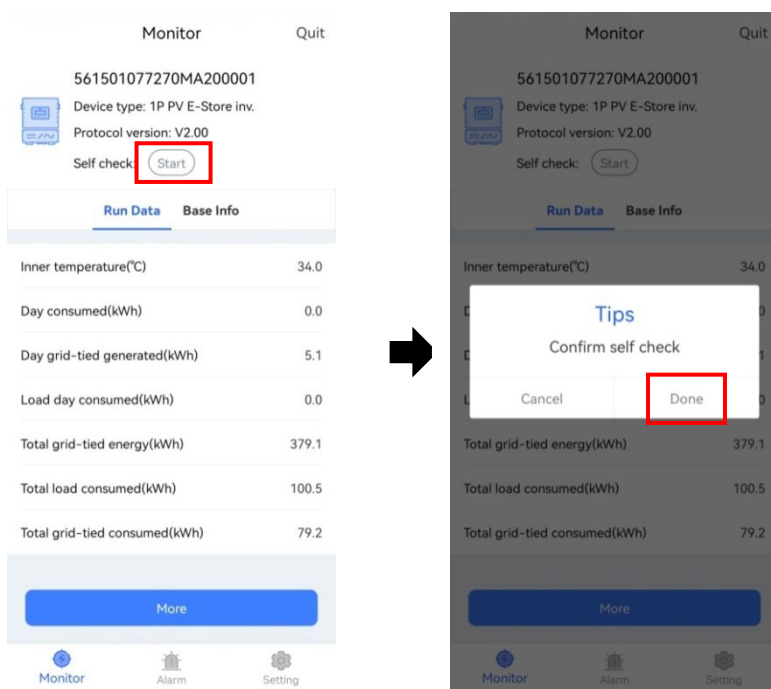 Monitor Quit
561501077270MA200001
Device type: 1P PV E-Store inv.
Protocol version: V2.00
Self check: Start
Run Data Base Info
Inner temperature(℃) 34.0
Day consumed(kWh) 0.0
Day grid-tied generated(kWh) 5.1
Load day consumed(kWh) 0.0
Total grid-tied energy(kWh) 379.1
Total load consumed(kWh) 100.5
Total grid-tied consumed(kWh) 79.2
More
Monitor Alarm Setting
Monitor Quit
561501077270MA200001
Device type: 1P PV E-Store inv.
Protocol version: V2.00
Self check: Start
Run Data Base Info
Inner temperature(℃) 34.0
Tips
Confirm self check
Cancel Done
Total grid-tied energy(kWh) 379.1
Total load consumed(kWh) 100.5
Total grid-tied consumed(kWh) 79.2
More
Monitor Alarm Setting